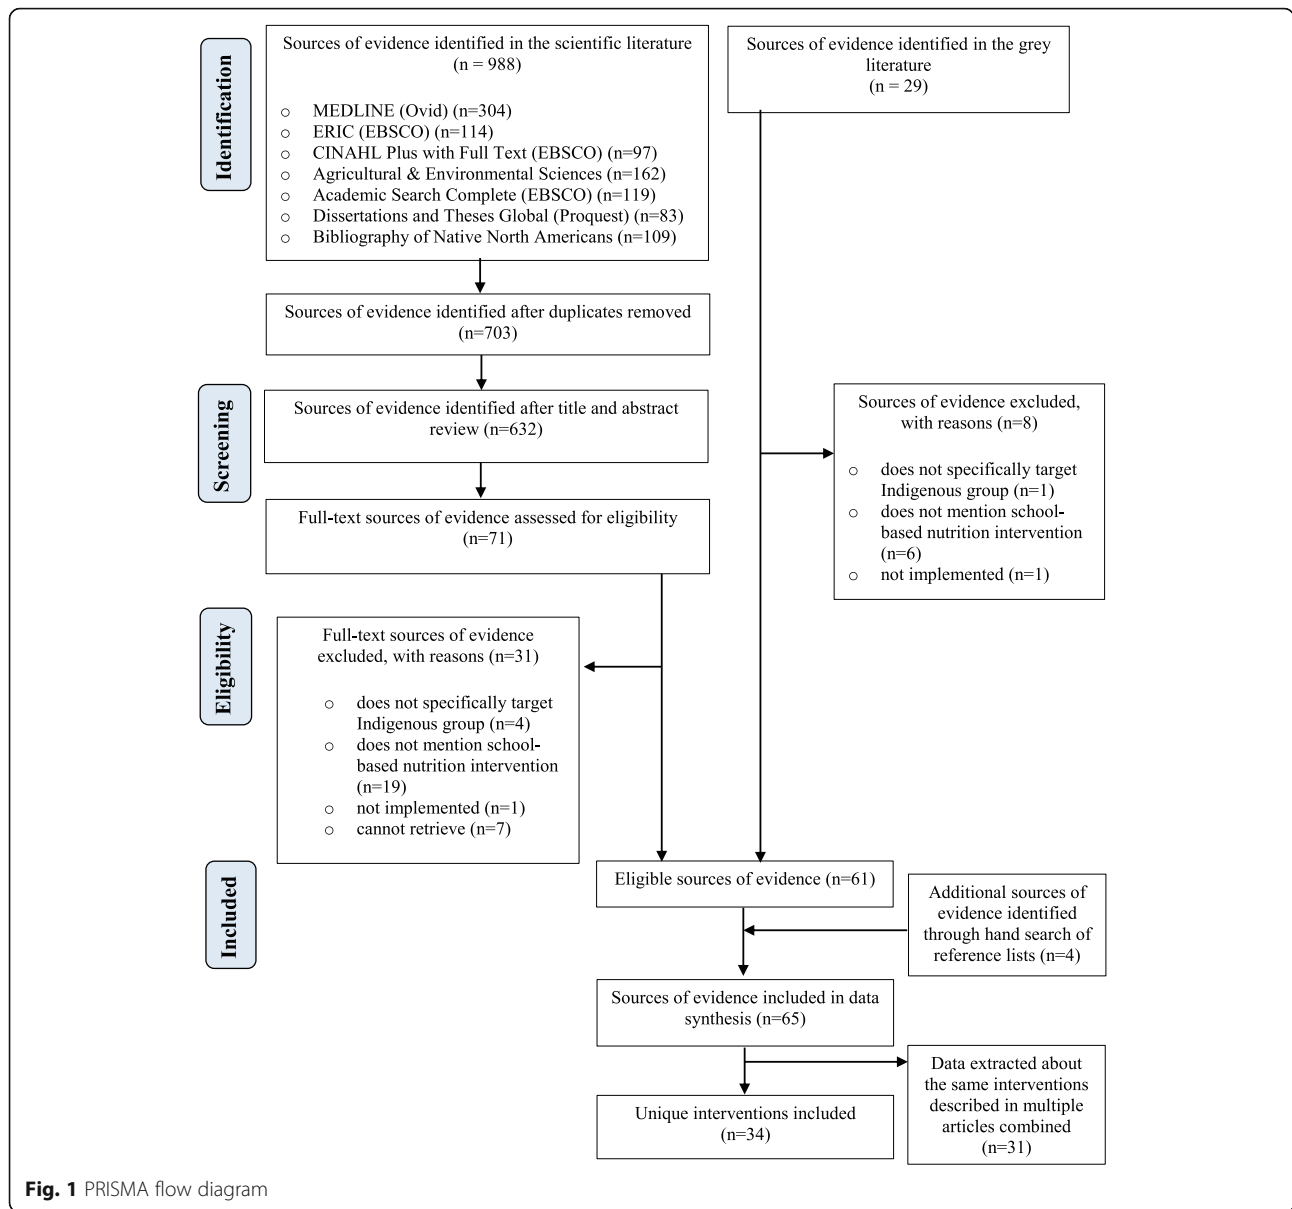 Identification
Sources of evidence identified in the scientific literature
(n = 988)
○ MEDLINE (Ovid) (n=304)
○ ERIC (EBSCO) (n=114)
○ CINAHL Plus with Full Text (EBSCO) (n=97)
○ Agricultural & Environmental Sciences (n=162)
○ Academic Search Complete (EBSCO) (n=119)
○ Dissertations and Theses Global (Proquest) (n=83)
○ Bibliography of Native North Americans (n=109)
Sources of evidence identified in the grey
literature
(n = 29)
Sources of evidence identified after duplicates removed
(n=703)
Screening
Sources of evidence identified after title and abstract
review (n=632)
Full-text sources of evidence assessed for eligibility
(n=71)
Sources of evidence excluded,
with reasons (n=8)
○ does not specifically target
Indigenous group (n=1)
○ does not mention school-
based nutrition intervention
(n=6)
○ not implemented (n=1)
Eligibility
Full-text sources of evidence
excluded, with reasons (n=31)
○ does not specifically target
Indigenous group (n=4)
○ does not mention school-
based nutrition intervention
(n=19)
○ not implemented (n=1)
○ cannot retrieve (n=7)
Included
Eligible sources of evidence (n=61)
Additional sources of
evidence identified
through hand search of
reference lists (n=4)
Sources of evidence included in data
synthesis (n=65)
Data extracted about
the same interventions
described in multiple
articles combined
(n=31)
Unique interventions included
(n=34)
Fig. 1 PRISMA flow diagram